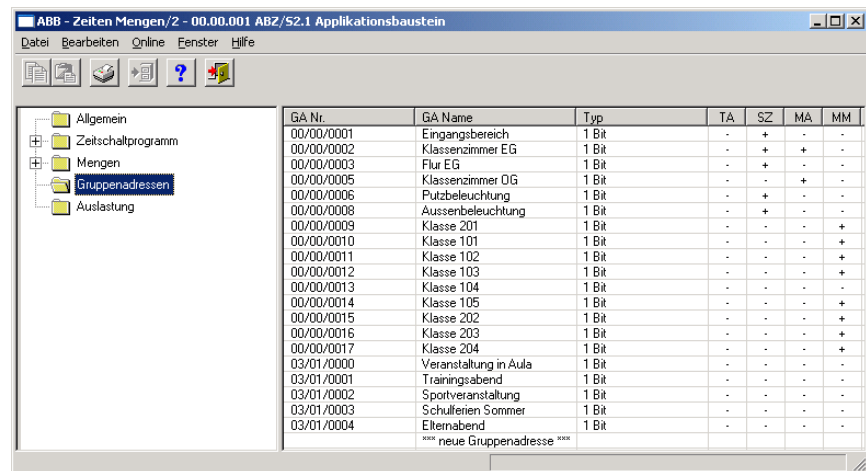 ABB - Zeiten Mengen/2 - 00.00.001 ABZ/S2.1 Applikationsbaustein
Datei Bearbeiten Online Fenster Hilfe
Allgemein
Zeitschaltprogramm
Mengen
Gruppenadressen
Auslastung
GA Nr. GA Name Typ TA SZ MA MM
00/00/0001 Eingangsbereich 1 Bit - + - -
00/00/0002 Klassenzimmer EG 1 Bit - + + -
00/00/0003 Flur EG 1 Bit - + - -
00/00/0005 Klassenzimmer OG 1 Bit - - + -
00/00/0006 Putzbeleuchtung 1 Bit - + - -
00/00/0008 Aussenbeleuchtung 1 Bit - + - -
00/00/0009 Klasse 201 1 Bit - - - +
00/00/0010 Klasse 101 1 Bit - - - +
00/00/0011 Klasse 102 1 Bit - - - +
00/00/0012 Klasse 103 1 Bit - - - +
00/00/0013 Klasse 104 1 Bit - - - -
00/00/0014 Klasse 105 1 Bit - - - +
00/00/0015 Klasse 202 1 Bit - - - +
00/00/0016 Klasse 203 1 Bit - - - +
00/00/0017 Klasse 204 1 Bit - - - +
03/01/0000 Veranstaltung in Aula 1 Bit - - - -
03/01/0001 Trainingsabend 1 Bit - - - -
03/01/0002 Sportveranstaltung 1 Bit - - - -
03/01/0003 Schulferien Sommer 1 Bit - - - -
03/01/0004 Elternabend 1 Bit - - - -
*** neue Gruppenadresse ***